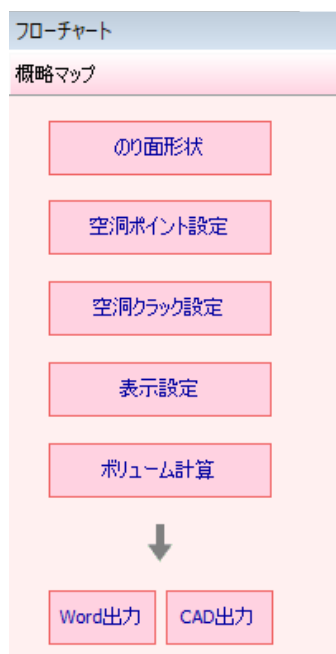 フローチャート
概略マップ
のり面形状
空洞ポイント設定
空洞クラック設定
表示設定
ボリューム計算
Word出力 CAD出力